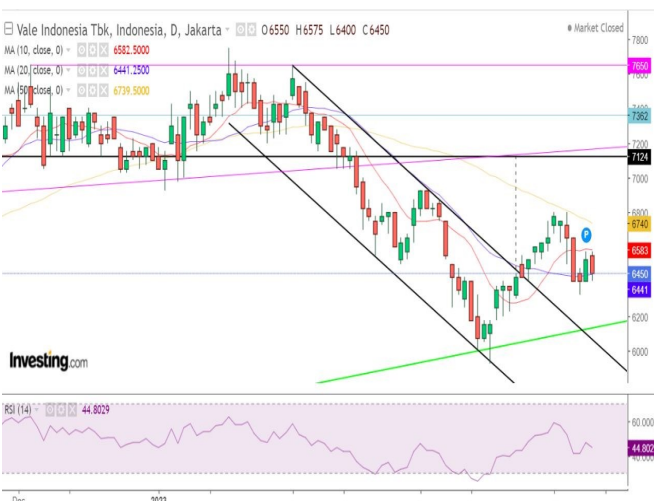 Vale Indonesia Tbk, Indonesia, D, Jakarta O6550 H6575 L6400 C6450
Market Closed
MA (10, close, 0) 6582.5000
MA (20, close, 0) 6441.2500
MA (50, close, 0) 6739.5000
7800
7650
7362
7200
7124
7000
6800
6740
6583
6450
6441
6200
6000
P
Investing.com
RSI (14) 44.8029
60.000
44.802
40.000
Dec
2023